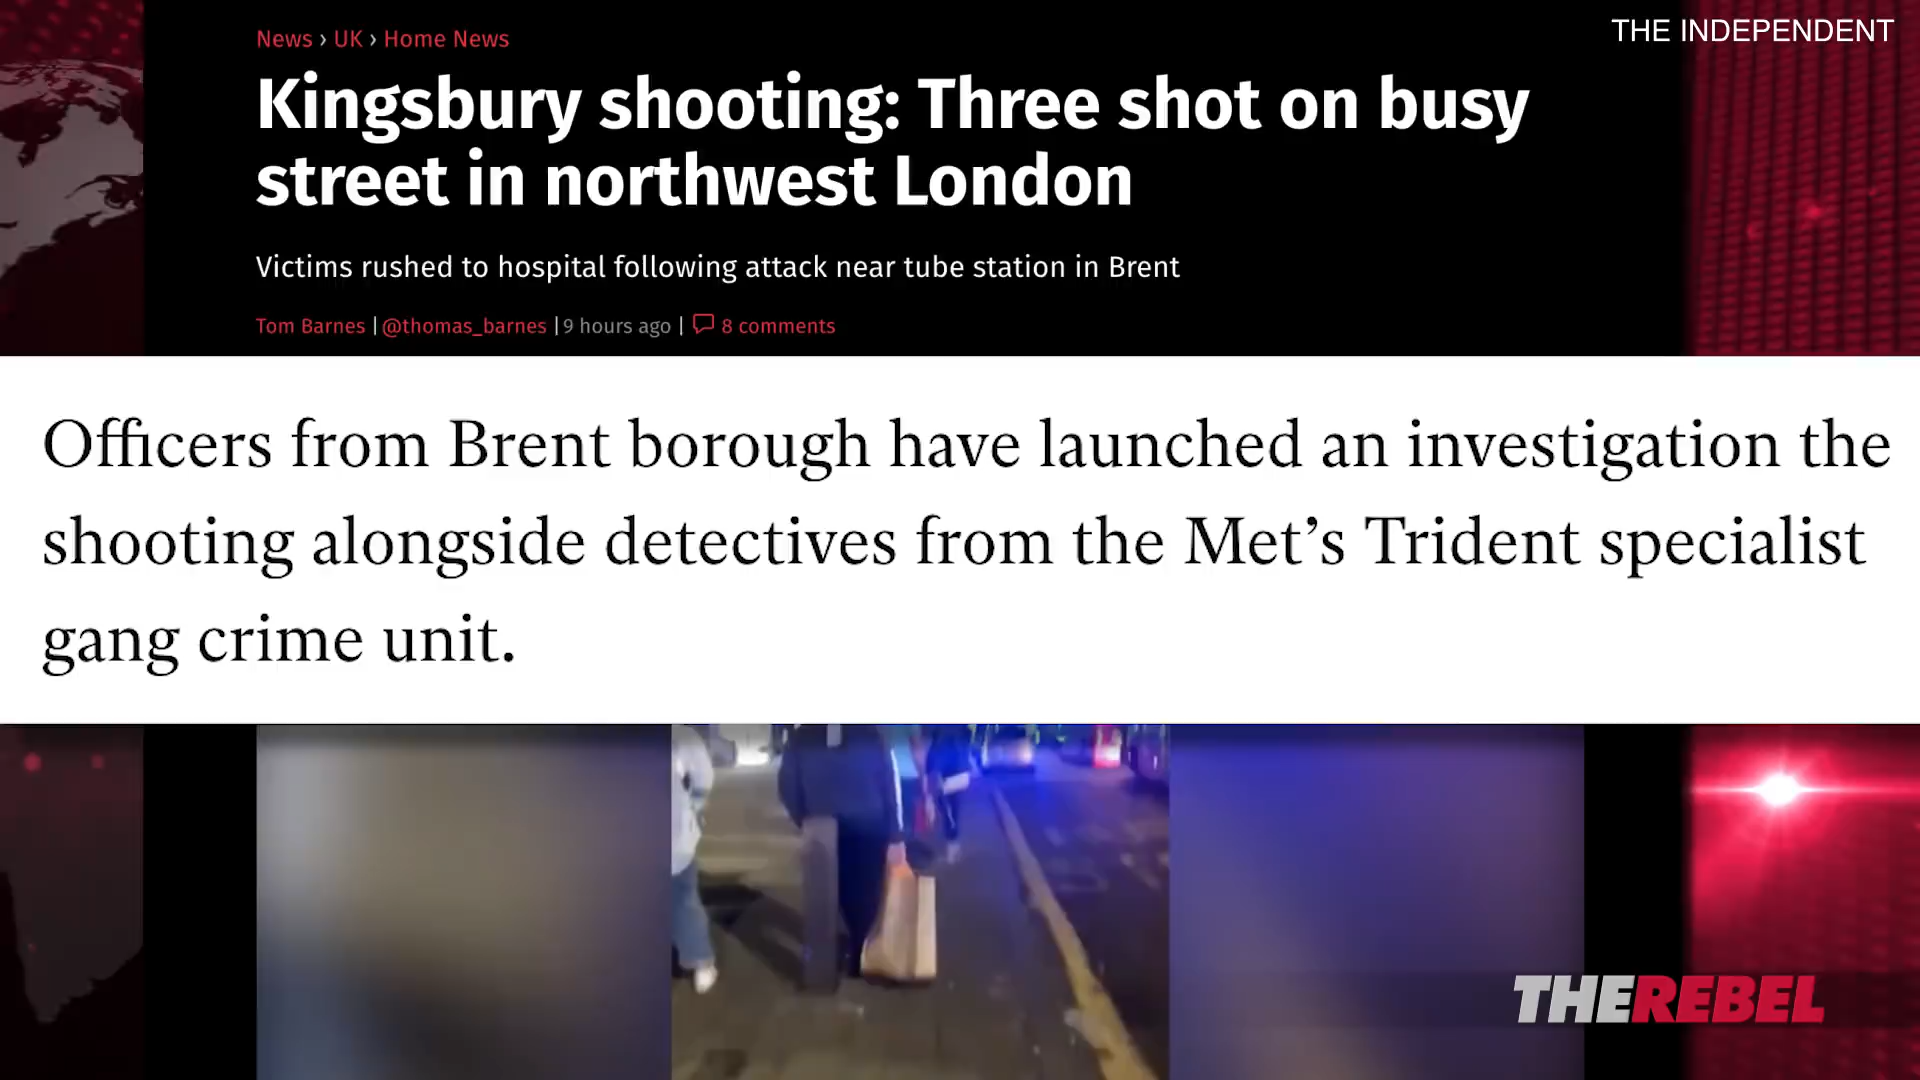 THE INDEPENDENT
News › UK › Home News
Kingsbury shooting: Three shot on busy
street in northwest London
Victims rushed to hospital following attack near tube station in Brent
Tom Barnes | @thomas_barnes | 9 hours ago | 8 comments
Officers from Brent borough have launched an investigation the
shooting alongside detectives from the Met’s Trident specialist
gang crime unit.
THEREBEL